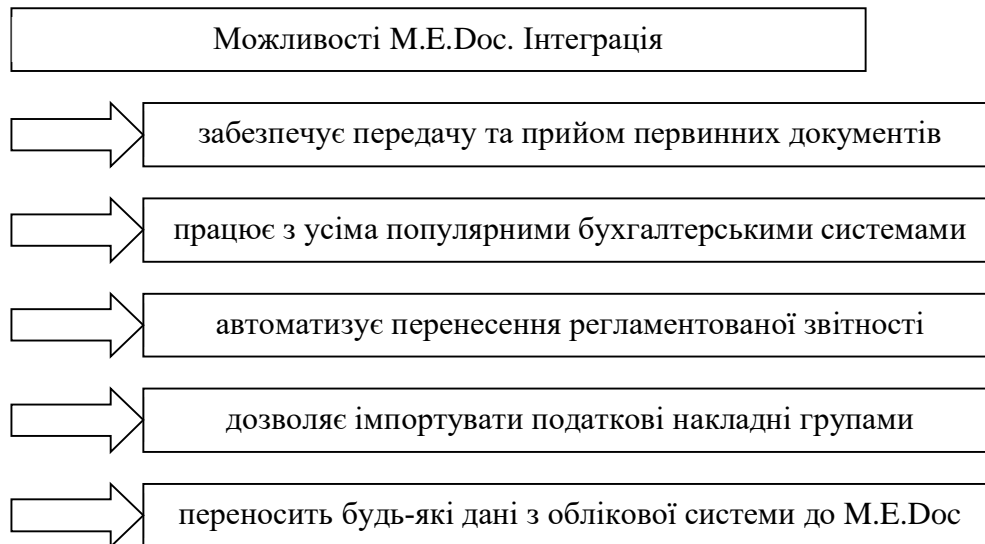 Можливості M.E.Doc. Інтеграція
забезпечує передачу та прийом первинних документів
працює з усіма популярними бухгалтерськими системами
автоматизує перенесення регламентованої звітності
дозволяє імпортувати податкові накладні групами
переносить будь-які дані з облікової системи до M.E.Doc